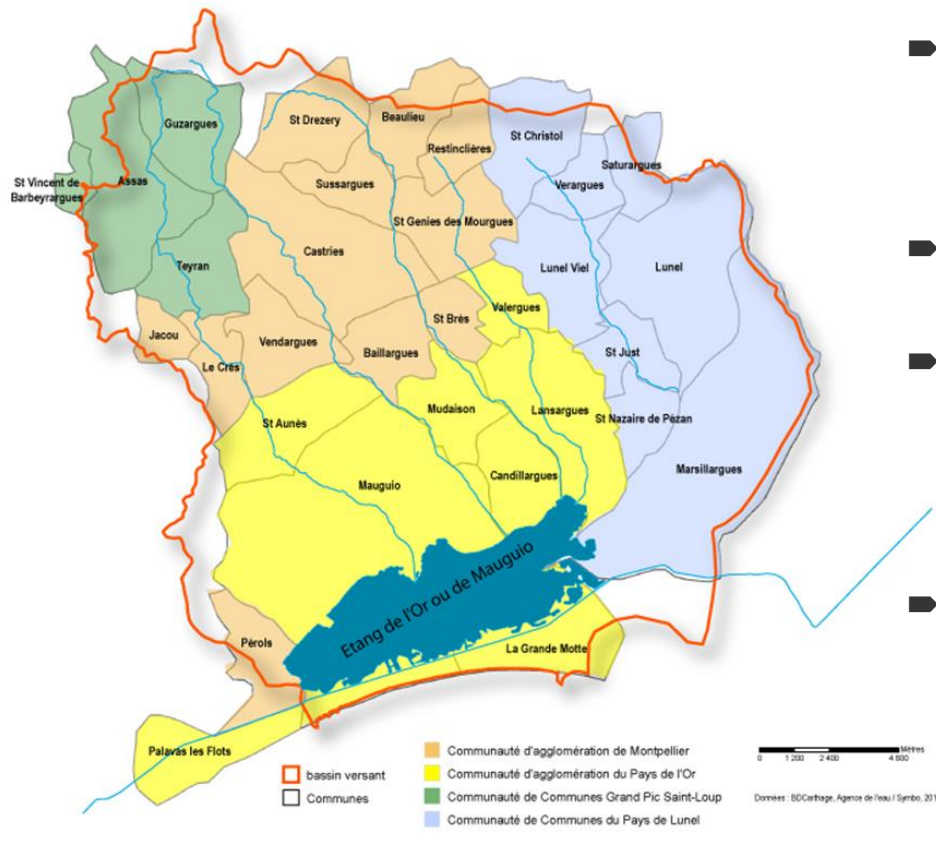 Guzargues
St Drezery
Beaulieu
Restinclières
St Christol
Saturargues
St Vincent de
Barbeyrargues
Assas
Sussargues
Verargues
St Genies des Mourgues
Castries
Teyran
Lunel Viel
Lunel
Valergues
St Brès
Jacou
Vendargues
Baillargues
Le Crès
St Just
St Aunès
Mudaison
Lansargues
St Nazaire de Pézan
Mauguio
Candillargues
Marsillargues
Etang de l'Or ou de Mauguio
Pérols
La Grande Motte
Palavas les Flots
bassin versant
Communes
Communauté d'agglomération de Montpellier
Communauté d'agglomération du Pays de l'Or
Communauté de Communes Grand Pic Saint-Loup
Communauté de Communes du Pays de Lunel
Mètres
0 1 200 2 400 4 800
Données : BDCarthage, Agence de l'eau / Symbo, 201